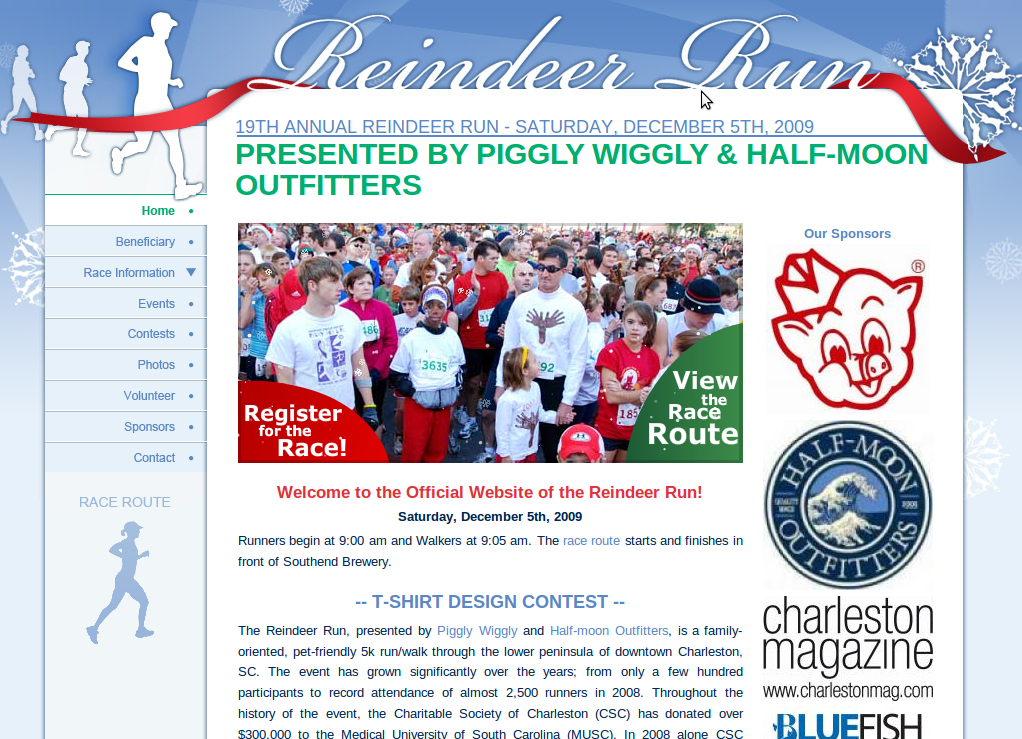 Reindeer Run
19TH ANNUAL REINDEER RUN - SATURDAY, DECEMBER 5TH, 2009
PRESENTED BY PIGGLY WIGGLY & HALF-MOON
OUTFITTERS
Home
Beneficiary
Race Information
Events
Contests
Photos
Volunteer
Sponsors
Contact
RACE ROUTE
486
3635
31
92
185
687
Register
for the
Race!
View
the
Race
Route
Welcome to the Official Website of the Reindeer Run!
Saturday, December 5th, 2009
Runners begin at 9:00 am and Walkers at 9:05 am. The race route starts and finishes in
front of Southend Brewery.
-- T-SHIRT DESIGN CONTEST --
The Reindeer Run, presented by Piggly Wiggly and Half-moon Outfitters, is a family-
oriented, pet-friendly 5k run/walk through the lower peninsula of downtown Charleston,
SC. The event has grown significantly over the years; from only a few hundred
participants to record attendance of almost 2,500 runners in 2008. Throughout the
history of the event, the Charitable Society of Charleston (CSC) has donated over
$300,000 to the Medical University of South Carolina (MUSC). In 2008 alone CSC
Our Sponsors
®
HALF-MOON
QUALITY
OUTFITTERS
charleston
magazine
www.charlestonmag.com
BLUEFISH